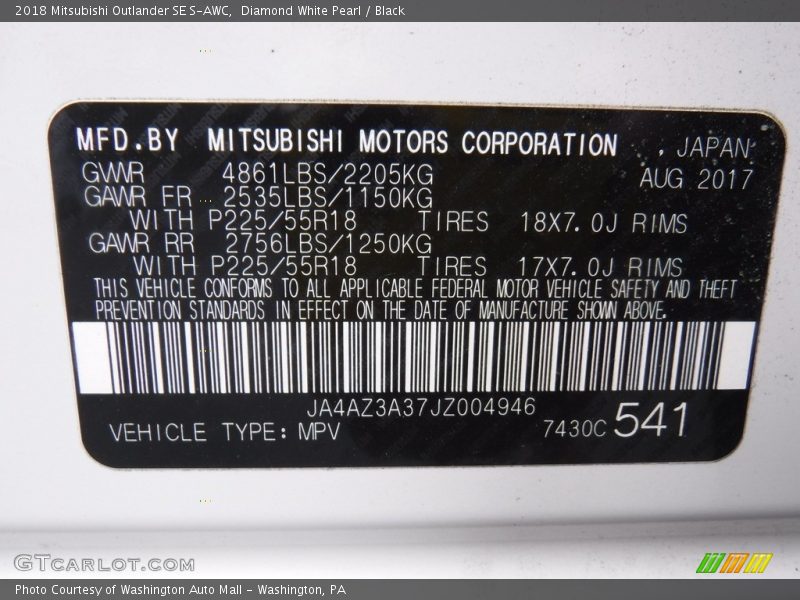 2018 Mitsubishi Outlander SE S-AWC,  Diamond White Pearl / Black
MFD.BY MITSUBISHI MOTORS CORPORATION , JAPAN
GVWR 4861LBS/2205KG AUG 2017
GAWR FR 2535LBS/1150KG
WITH P225/55R18 TIRES 18X7.0J RIMS
GAWR RR 2756LBS/1250KG
WITH P225/55R18 TIRES 17X7.0J RIMS
THIS VEHICLE CONFORMS TO ALL APPLICABLE FEDERAL MOTOR VEHICLE SAFETY AND THEFT
PREVENTION STANDARDS IN EFFECT ON THE DATE OF MANUFACTURE SHOWN ABOVE.
JA4AZ3A37JZ004946
VEHICLE TYPE: MPV 7430C 541
GTCARLOT.COM
Photo Courtesy of Washington Auto Mall - Washington, PA